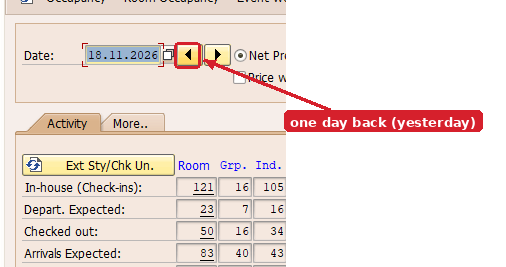 Occupancy Room Occupancy Event
Date: 18.11.2026 Net
Price
one day back (yesterday)
Activity More..
Ext Sty/Chk Un. Room Grp. Ind.
In-house (Check-ins): 121 16 105
Depart. Expected: 23 7 16
Checked out: 50 16 34
Arrivals Expected: 83 40 43